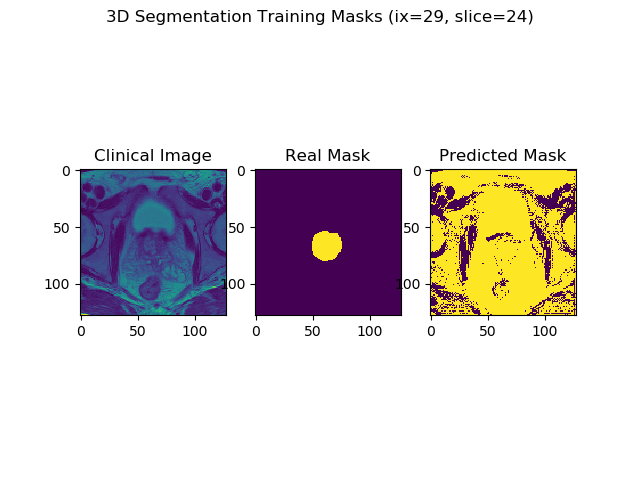 3D Segmentation Training Masks (ix=29, slice=24)
Clinical Image Real Mask Predicted Mask
0 0 0
50 50 50
100 100 100
0 50 100 0 50 100 0 50 100